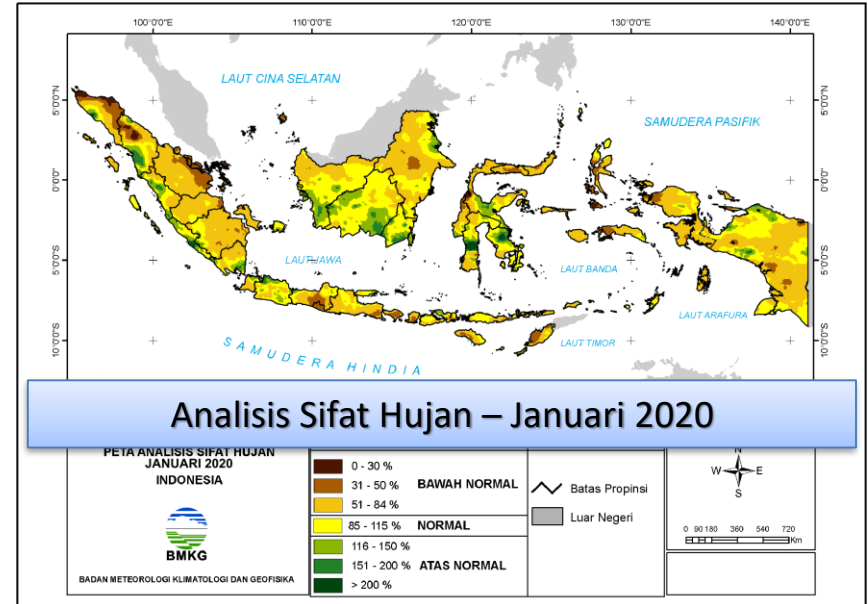 100°0'0"E 110°0'0"E 120°0'0"E 130°0'0"E 140°0'0"E
LAUT CINA SELATAN
5°0'0"N 5°0'0"N
SAMUDERA PASIFIK
0°0'0" 0°0'0"
LAUT JAWA
5°0'0"S 5°0'0"S
LAUT BANDA
LAUT ARAFURA
10°0'0"S 10°0'0"S
SAMUDERA HINDIA
LAUT TIMOR
Analisis Sifat Hujan – Januari 2020
PETA ANALISIS SIFAT HUJAN
JANUARI 2020
INDONESIA
BMKG
BADAN METEOROLOGI KLIMATOLOGI DAN GEOFISIKA
0 - 30 %
31 - 50 % BAWAH NORMAL
51 - 84 %
85 - 115 % NORMAL
116 - 150 %
151 - 200 % ATAS NORMAL
> 200 %
Batas Propinsi
Luar Negeri
N
W E
S
0 90 180 360 540 720
Km